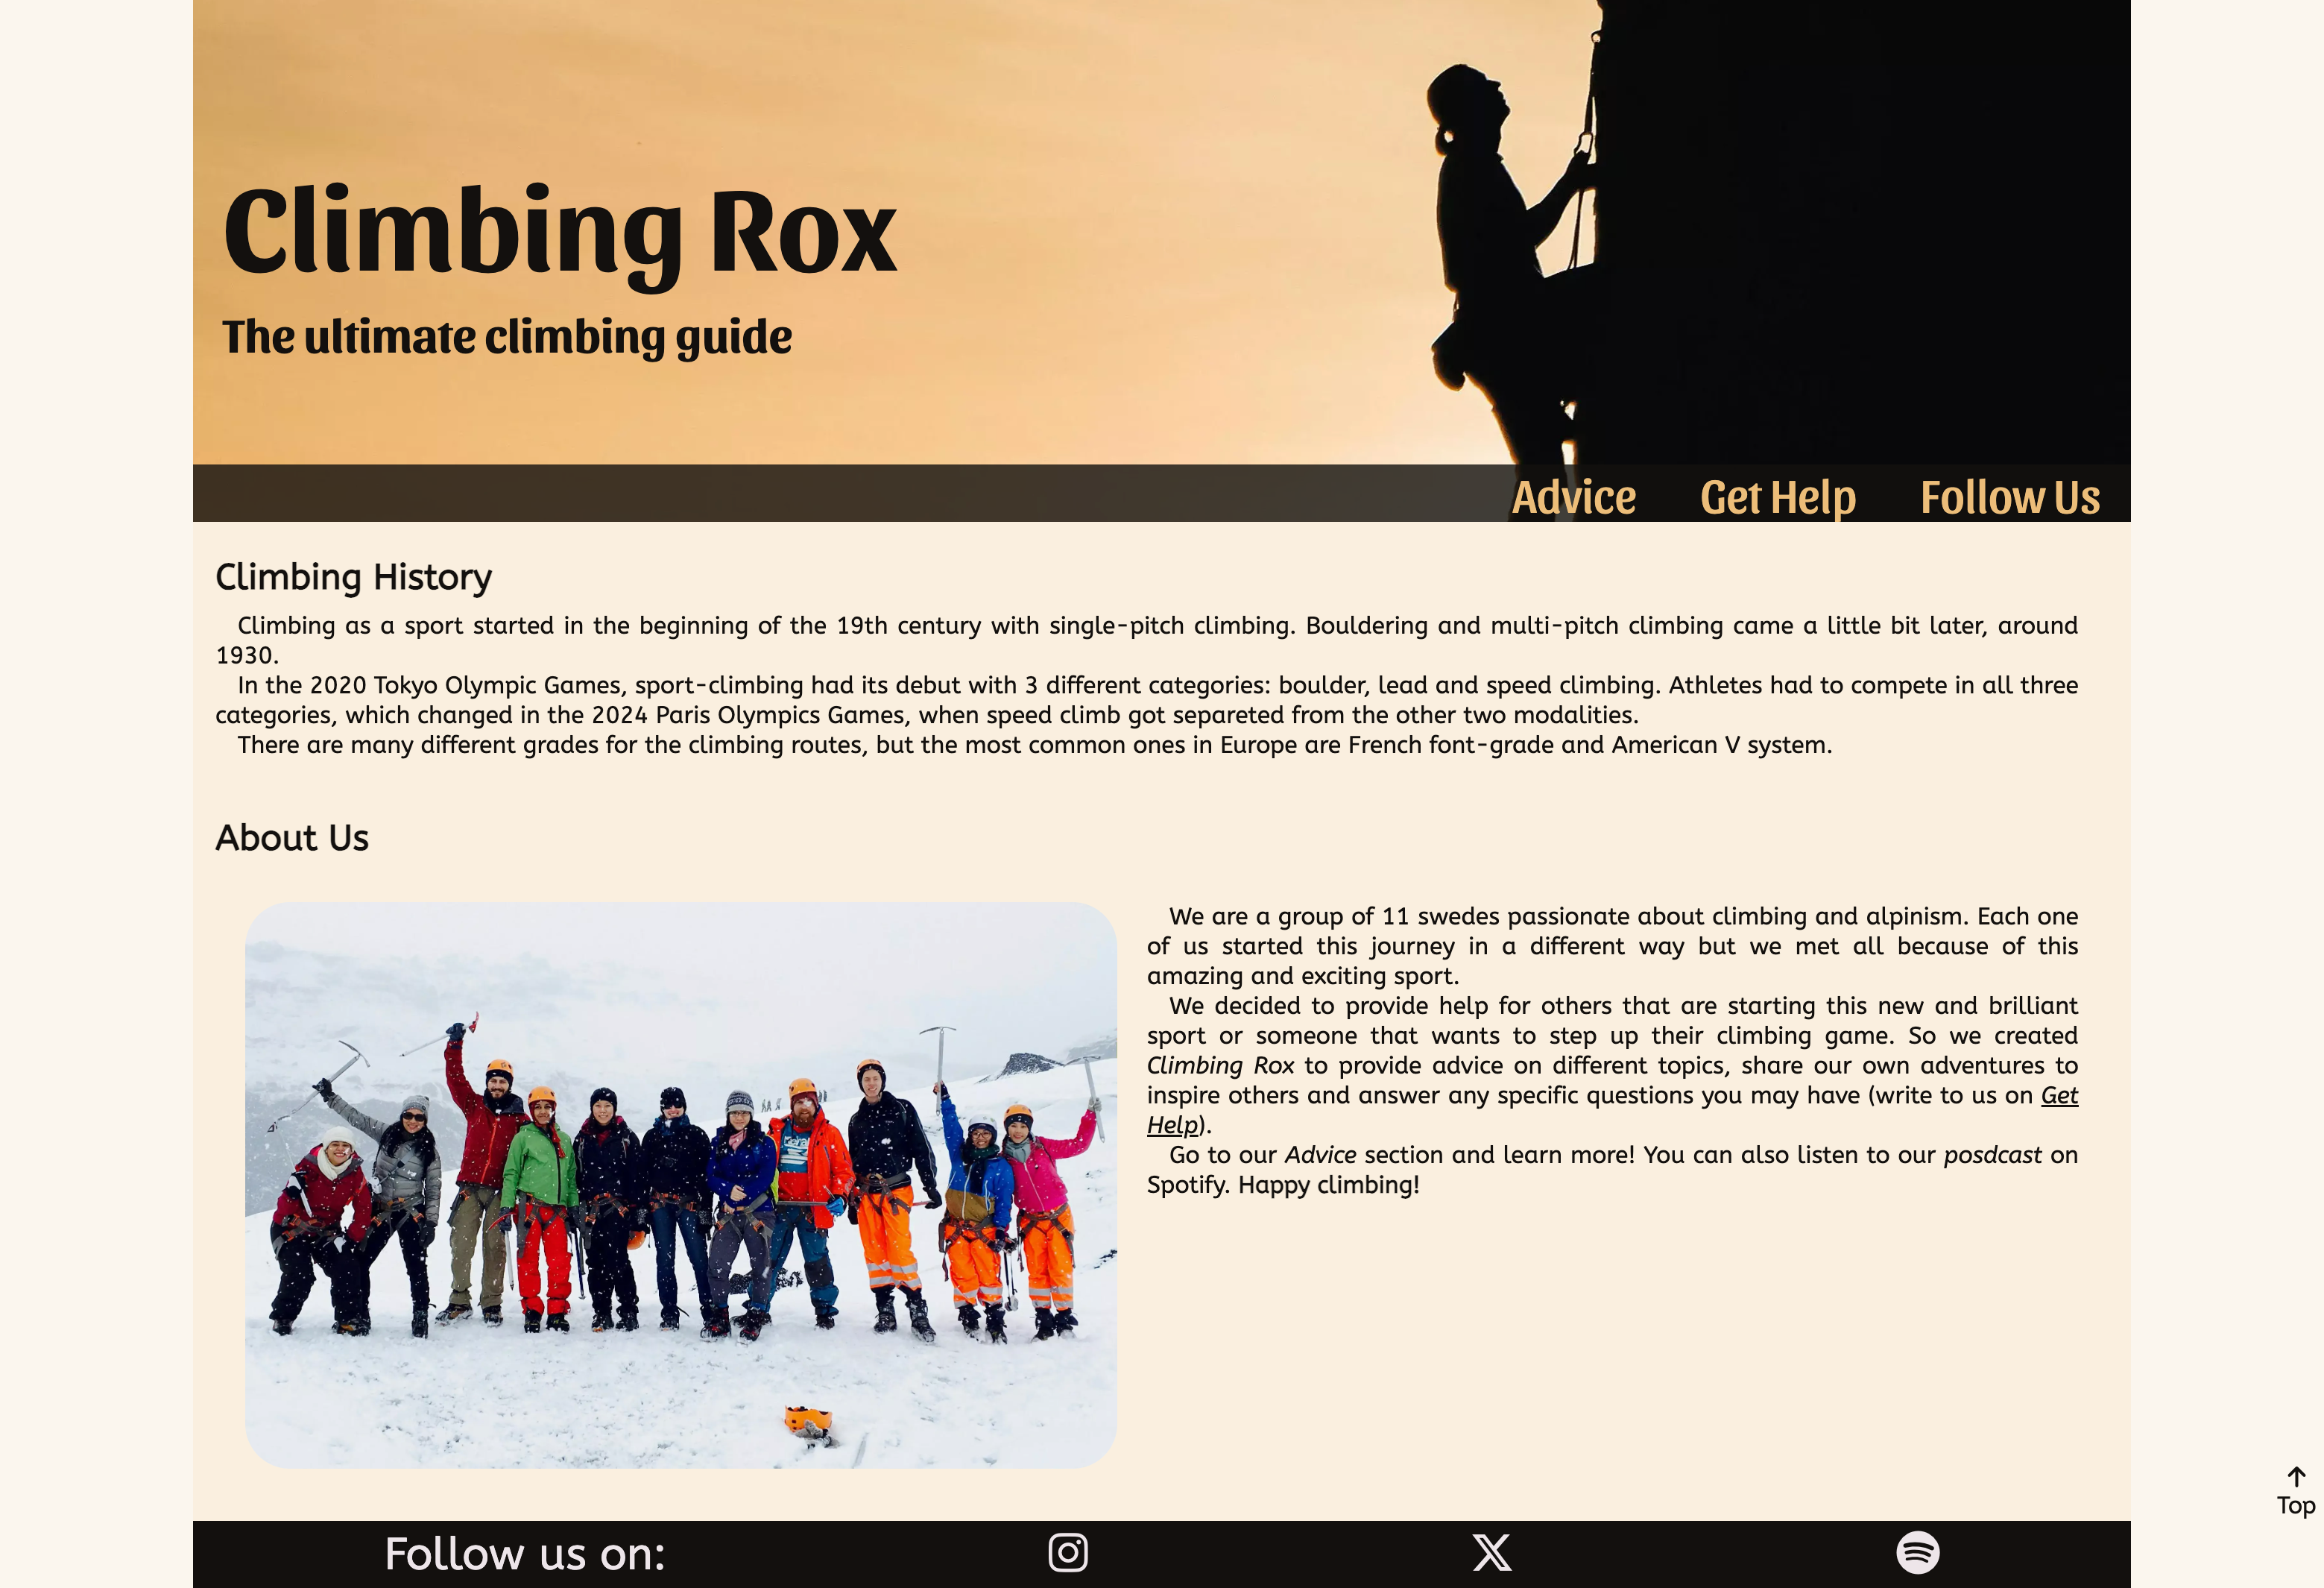 Climbing Rox
The ultimate climbing guide
Advice Get Help Follow Us
Climbing History
Climbing as a sport started in the beginning of the 19th century with single-pitch climbing. Bouldering and multi-pitch climbing came a little bit later, around
1930.
In the 2020 Tokyo Olympic Games, sport-climbing had its debut with 3 different categories: boulder, lead and speed climbing. Athletes had to compete in all three
categories, which changed in the 2024 Paris Olympics Games, when speed climb got separeted from the other two modalities.
There are many different grades for the climbing routes, but the most common ones in Europe are French font-grade and American V system.
About Us
We are a group of 11 swedes passionate about climbing and alpinism. Each one
of us started this journey in a different way but we met all because of this
amazing and exciting sport.
We decided to provide help for others that are starting this new and brilliant
sport or someone that wants to step up their climbing game. So we created
Climbing Rox to provide advice on different topics, share our own adventures to
inspire others and answer any specific questions you may have (write to us on Get
Help).
Go to our Advice section and learn more! You can also listen to our posdcast on
Spotify. Happy climbing!
Top
Follow us on: